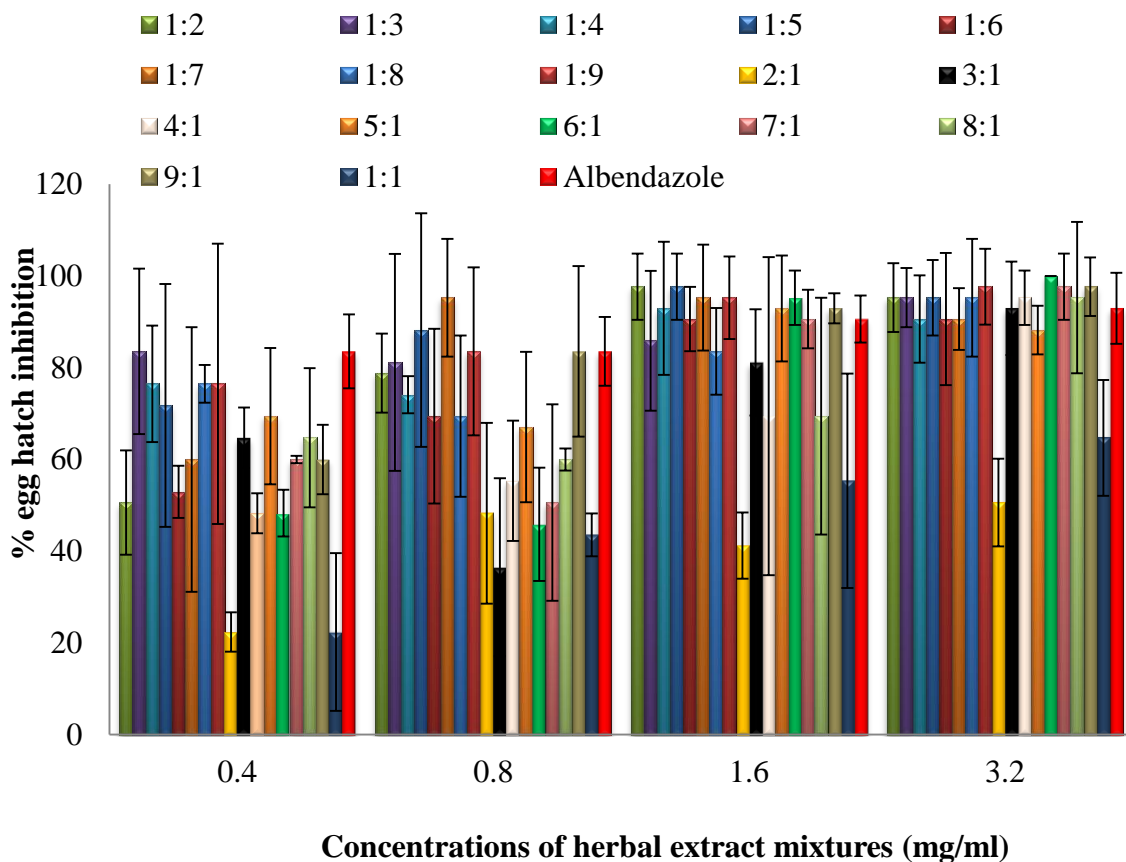 1:2 1:3 1:4 1:5 1:6
1:7 1:8 1:9 2:1 3:1
4:1 5:1 6:1 7:1 8:1
9:1 1:1 Albendazole
120
100
80
60
40
20
0
% egg hatch inhibition
0.4 0.8 1.6 3.2
Concentrations of herbal extract mixtures (mg/ml)